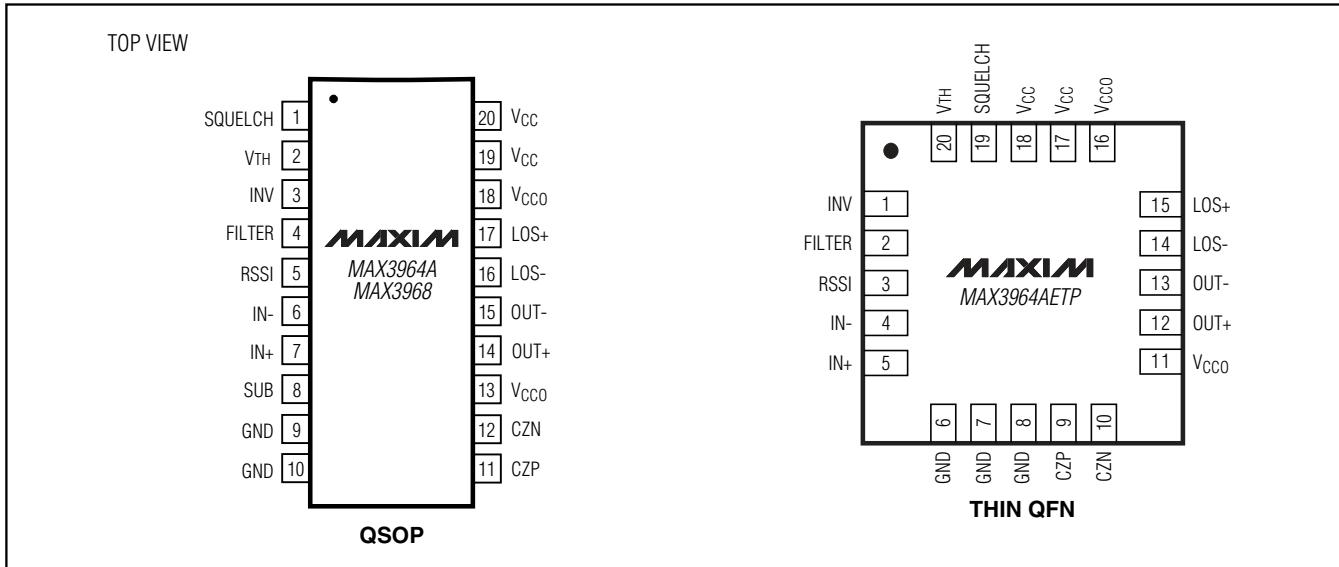 TOP VIEW
SQUELCH 1
VTH 2
INV 3
FILTER 4
RSSI 5
IN- 6
IN+ 7
SUB 8
GND 9
GND 10
20 VCC
19 VCC
18 VCCO
17 LOS+
16 LOS-
15 OUT-
14 OUT+
13 VCCO
12 CZN
11 CZP
MAXIM
MAX3964A
MAX3968
QSOP
VTH
SQUELCH
VCC
VCC
VCCO
20 19 18 17 16
INV 1
FILTER 2
RSSI 3
IN- 4
IN+ 5
15 LOS+
14 LOS-
13 OUT-
12 OUT+
11 VCCO
MAXIM
MAX3964AETP
6 7 8 9 10
GND
GND
GND
CZP
CZN
THIN QFN